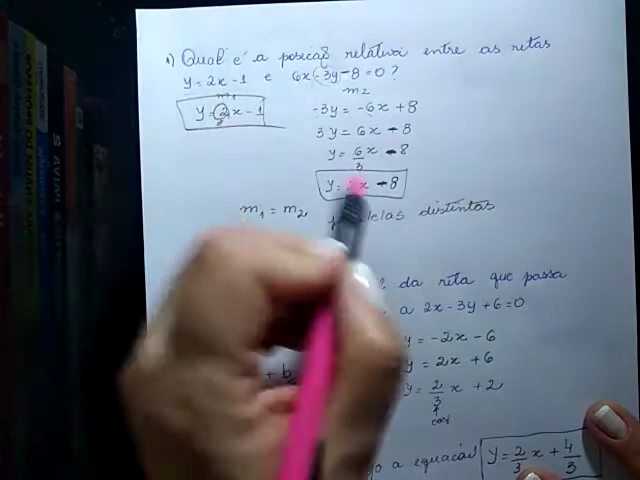 1) Qual é a posição relativa entre as retas
y = 2x - 1 e 6x - 3y - 8 = 0 ?
m1 m2
y = 2x - 1 -3y = -6x + 8
3y = 6x - 8
y = 6/3 x - 8
y = x - 8
m1 = m2 distintas
da reta que passa
a 2x - 3y + 6 = 0
y = -2x - 6
y = 2x + 6
+ b y = 2/3 x + 2
a equação y = 2/3 x + 4/3